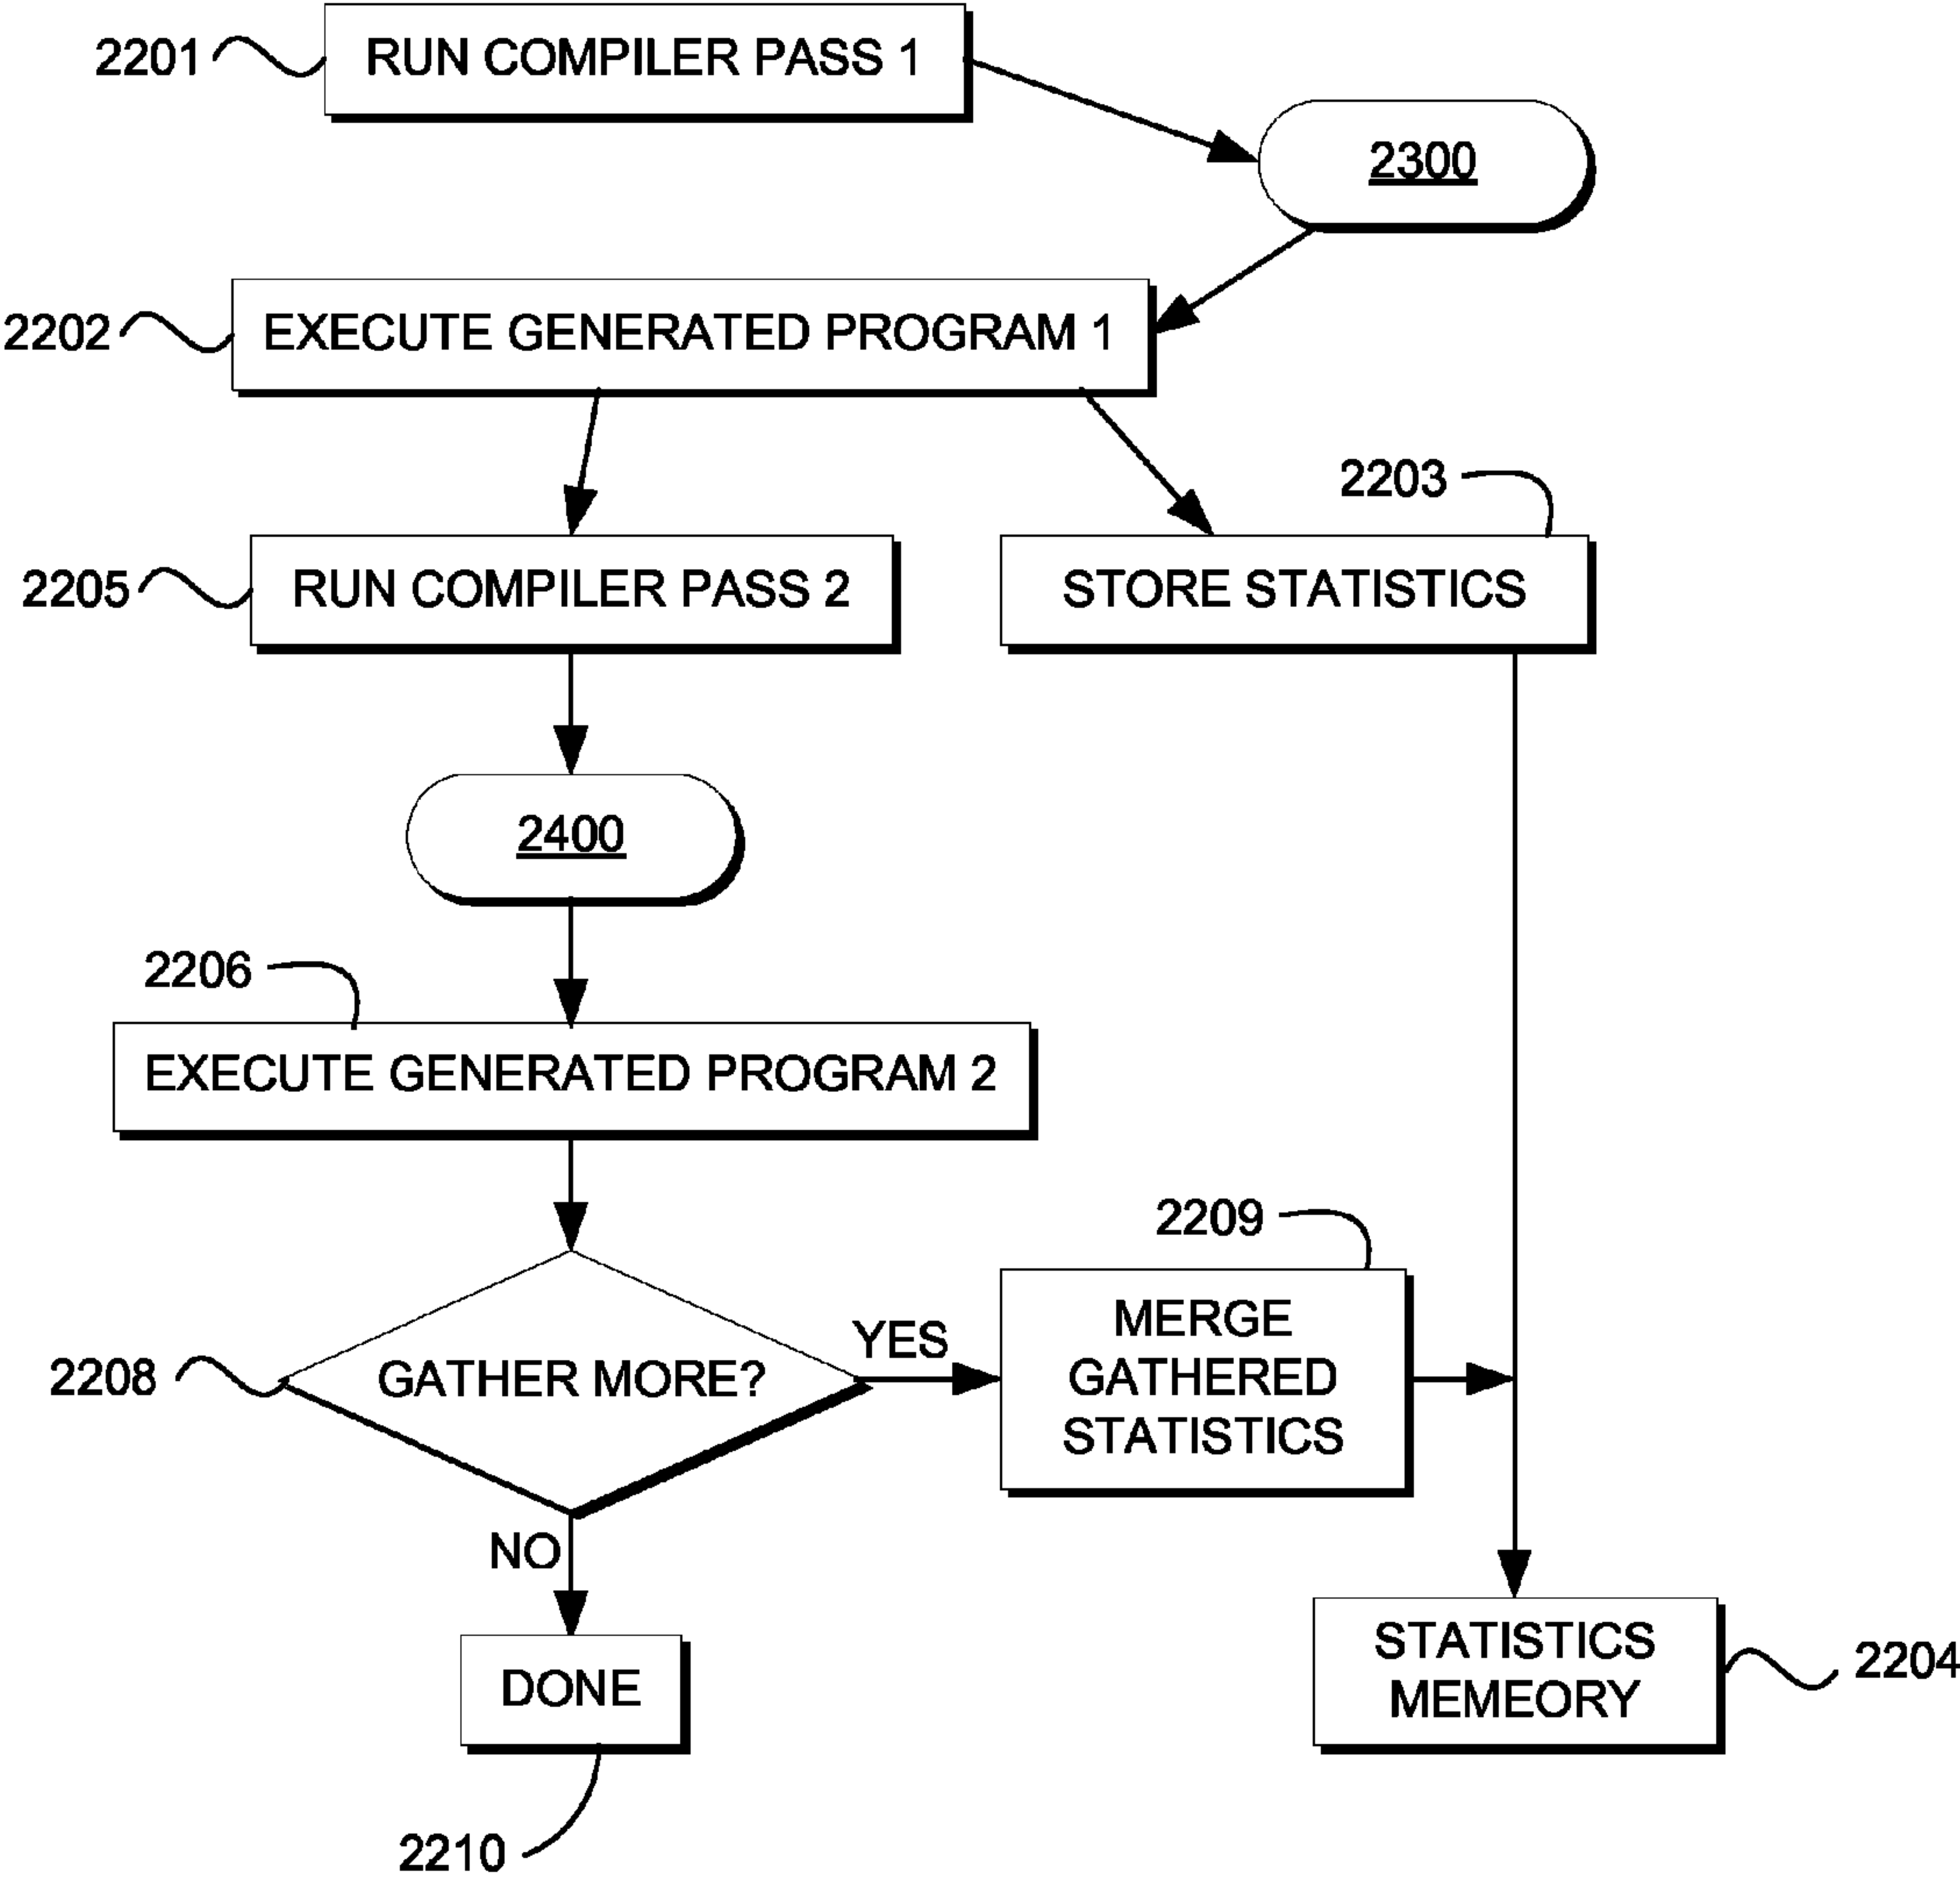 2201
RUN COMPILER PASS 1
2300
2202
EXECUTE GENERATED PROGRAM 1
2203
2205
RUN COMPILER PASS 2
STORE STATISTICS
2400
2206
EXECUTE GENERATED PROGRAM 2
2209
2208
GATHER MORE?
YES
MERGE
GATHERED
STATISTICS
NO
DONE
STATISTICS
MEMEORY
2204
2210